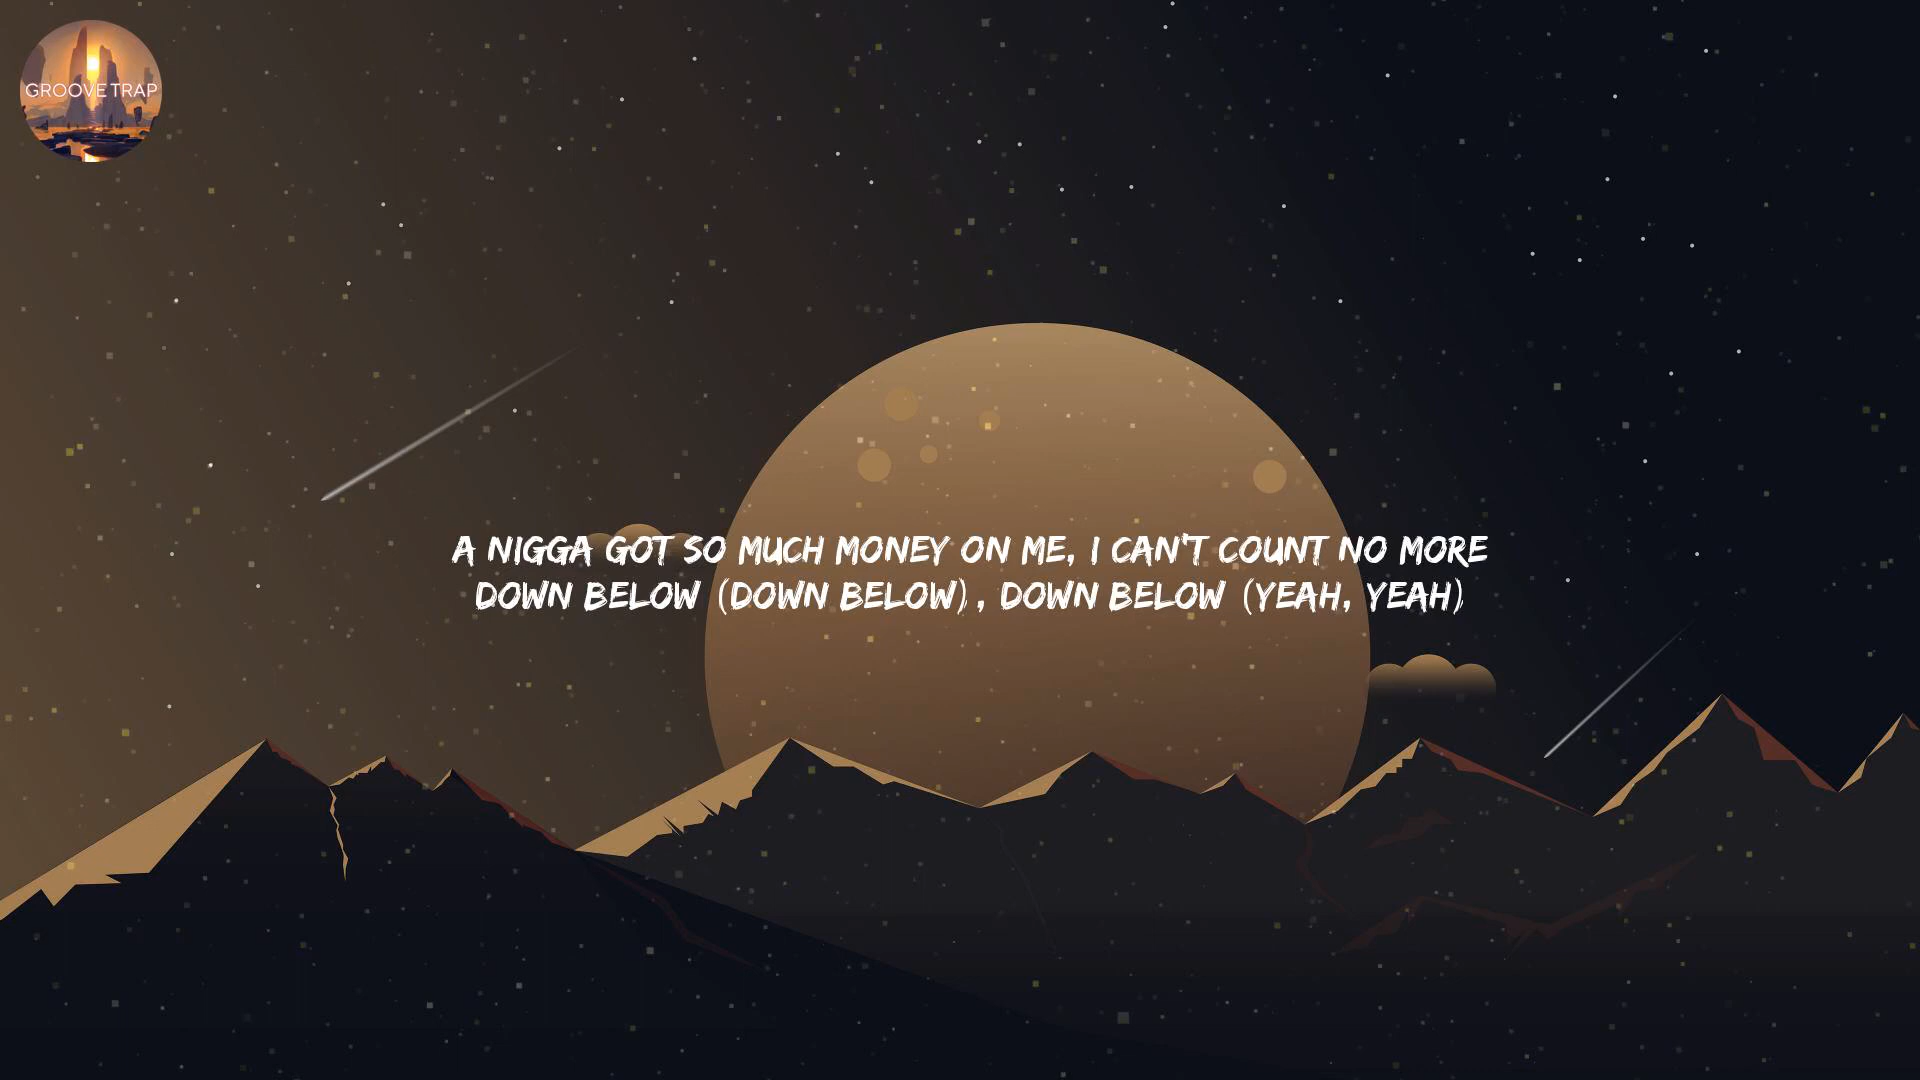 GROOVE TRAP
A NIGGA GOT SO MUCH MONEY ON ME, I CAN'T COUNT NO MORE
DOWN BELOW (DOWN BELOW), DOWN BELOW (YEAH, YEAH)